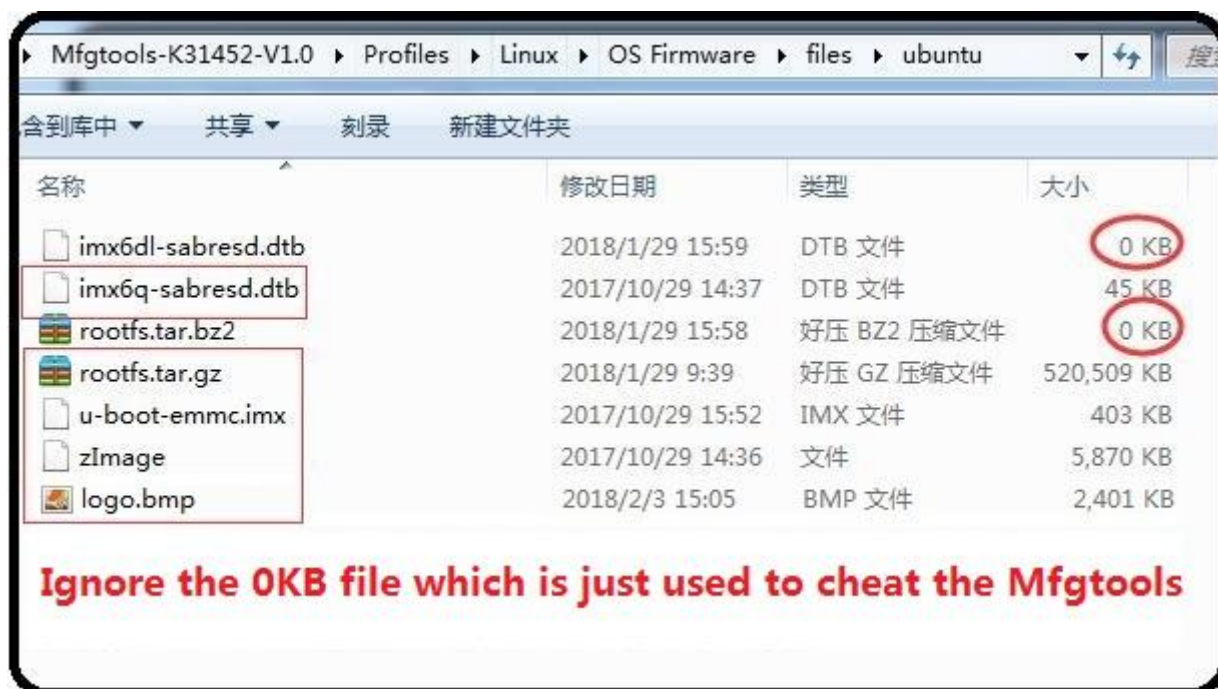 Mfgtools-K31452-V1.0 ▸ Profiles ▸ Linux ▸ OS Firmware ▸ files ▸ ubuntu
含到库中 共享 刻录 新建文件夹
名称 修改日期 类型 大小
imx6dl-sabresd.dtb 2018/1/29 15:59 DTB 文件 0 KB
imx6q-sabresd.dtb 2017/10/29 14:37 DTB 文件 45 KB
rootfs.tar.bz2 2018/1/29 15:58 好压 BZ2 压缩文件 0 KB
rootfs.tar.gz 2018/1/29 9:39 好压 GZ 压缩文件 520,509 KB
u-boot-emmc.imx 2017/10/29 15:52 IMX 文件 403 KB
zImage 2017/10/29 14:36 文件 5,870 KB
logo.bmp 2018/2/3 15:05 BMP 文件 2,401 KB
Ignore the 0KB file which is just used to cheat the Mfgtools